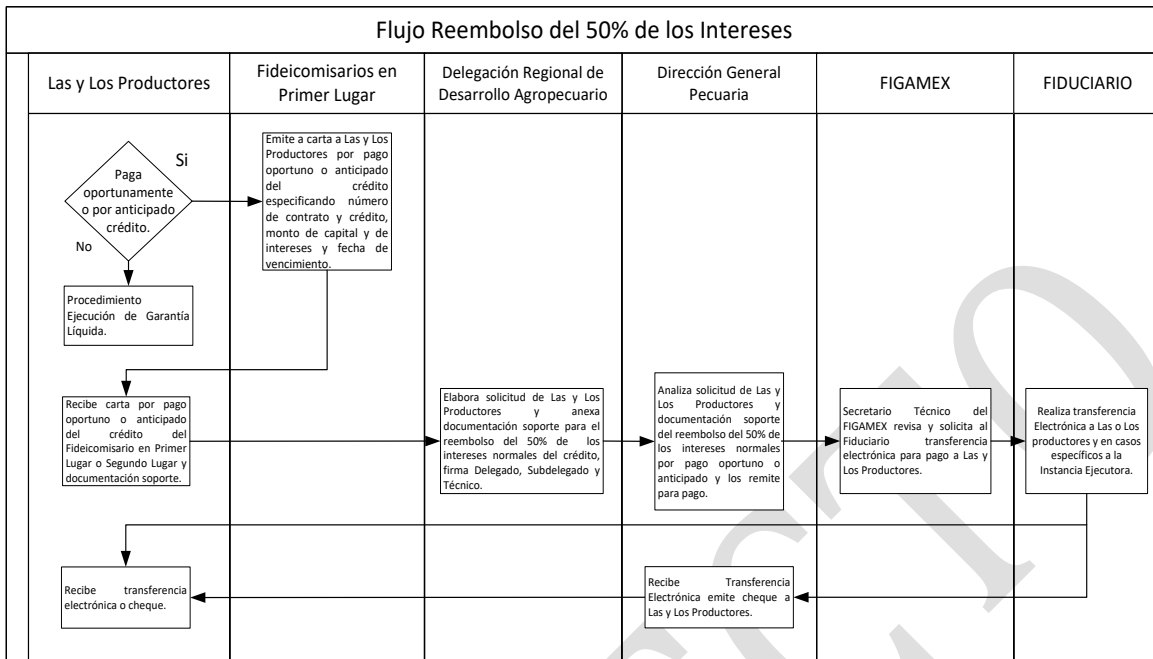 Flujo Reembolso del 50% de los Intereses
Las y Los Productores
Fideicomisarios en
Primer Lugar
Delegación Regional de
Desarrollo Agropecuario
Dirección General
Pecuaria
FIGAMEX
FIDUCIARIO
Si
Paga
oportunamente
o por anticipado
crédito.
No
Emite a carta a Las y Los
Productores por pago
oportuno o anticipado
del crédito
especificando número
de contrato y crédito,
monto de capital y de
intereses y fecha de
vencimiento.
Procedimiento
Ejecución de Garantía
Líquida.
Recibe carta por pago
oportuno o anticipado
del crédito del
Fideicomisario en Primer
Lugar o Segundo Lugar y
documentación soporte.
Elabora solicitud de Las y Los
Productores y anexa
documentación soporte para el
reembolso del 50% de los
intereses normales del crédito,
firma Delegado, Subdelegado y
Técnico.
Analiza solicitud de Las y
Los Productores y
documentación soporte
del reembolso del 50% de
los intereses normales
por pago oportuno o
anticipado y los remite
para pago.
Secretario Técnico del
FIGAMEX revisa y solicita al
Fiduciario transferencia
electrónica para pago a Las y
Los Productores.
Realiza transferencia
Electrónica a Las o Los
productores y en casos
específicos a la
Instancia Ejecutora.
Recibe transferencia
electrónica o cheque.
Recibe Transferencia
Electrónica emite cheque a
Las y Los Productores.